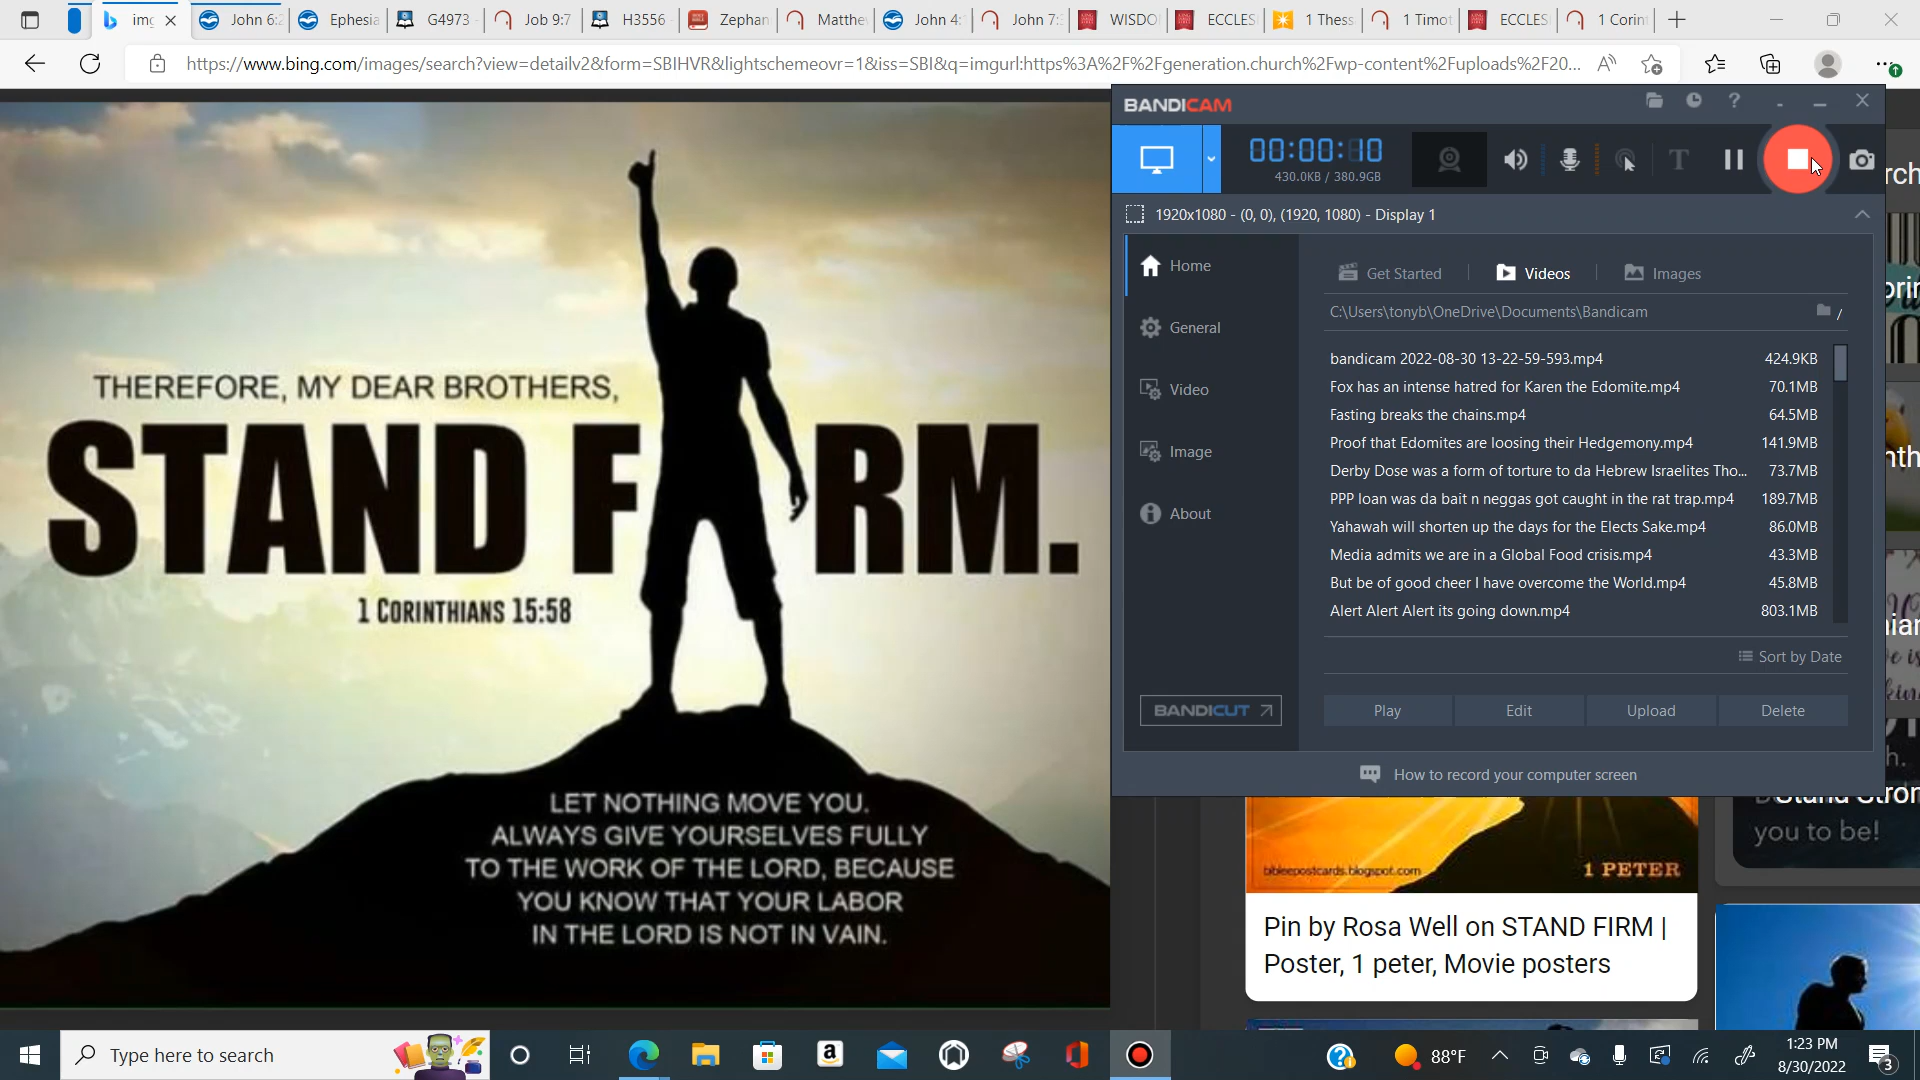 img
John 6:2
Ephesia
G4973
Job 9:7
H3556
Zephan
Matthe
John 4:
John 7:
WISDO
ECCLES
1 Thess
1 Timot
ECCLES
1 Corin
https://www.bing.com/images/search?view=detailv2&form=SBIHVR&lightschemeovr=1&iss=SBI&q=imgurl:https%3A%2F%2Fgeneration.church%2Fwp-content%2Fuploads%2F20...
THEREFORE, MY DEAR BROTHERS,
STAND FIRM.
1 CORINTHIANS 15:58
LET NOTHING MOVE YOU.
ALWAYS GIVE YOURSELVES FULLY
TO THE WORK OF THE LORD, BECAUSE
YOU KNOW THAT YOUR LABOR
IN THE LORD IS NOT IN VAIN.
BANDICAM
00:00:10
430.0KB / 380.9GB
1920x1080 - (0, 0), (1920, 1080) - Display 1
Home
General
Video
Image
About
BANDICUT
Get Started
Videos
Images
C:\Users\tonyb\OneDrive\Documents\Bandicam
bandicam 2022-08-30 13-22-59-593.mp4 424.9KB
Fox has an intense hatred for Karen the Edomite.mp4 70.1MB
Fasting breaks the chains.mp4 64.5MB
Proof that Edomites are loosing their Hedgemony.mp4 141.9MB
Derby Dose was a form of torture to da Hebrew Israelites Tho... 73.7MB
PPP loan was da bait n neggas got caught in the rat trap.mp4 189.7MB
Yahawah will shorten up the days for the Elects Sake.mp4 86.0MB
Media admits we are in a Global Food crisis.mp4 43.3MB
But be of good cheer I have overcome the World.mp4 45.8MB
Alert Alert Alert its going down.mp4 803.1MB
Sort by Date
Play Edit Upload Delete
How to record your computer screen
rch
biblepostcards.blogspot.com
1 PETER
Pin by Rosa Well on STAND FIRM |
Poster, 1 peter, Movie posters
you to be!
Type here to search
88°F
1:23 PM
8/30/2022
3